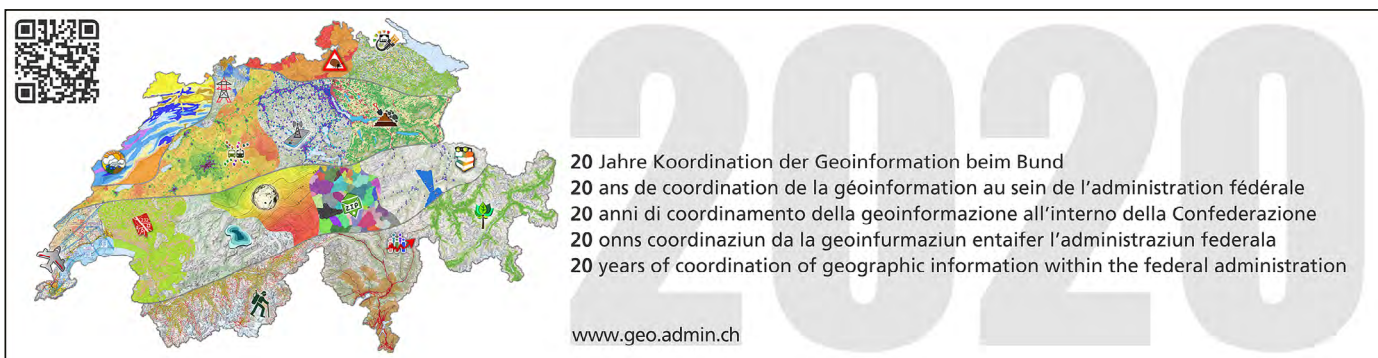 2020
20 Jahre Koordination der Geoinformation beim Bund
20 ans de coordination de la géoinformation au sein de l'administration fédérale
20 anni di coordinamento della geoinformazione all'interno della Confederazione
20 onns coordinaziun da la geoinfurmaziun entaifer l'administraziun federala
20 years of coordination of geographic information within the federal administration
www.geo.admin.ch
ZIP